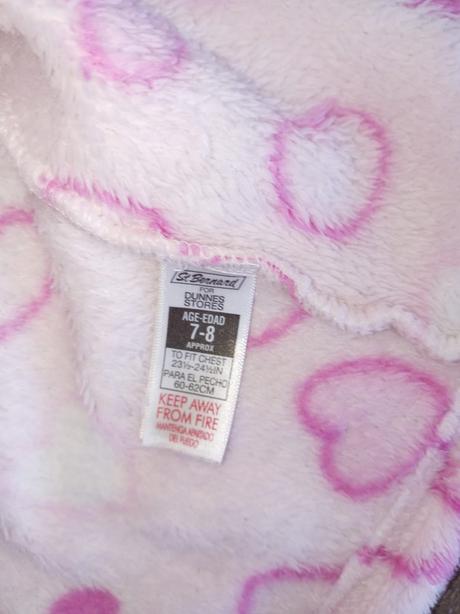 St. Bernard
FOR
DUNNES
STORES
AGE-EDAD
7-8
APPROX
TO FIT CHEST
23½-24½IN
PARA EL PECHO
60-62CM
KEEP AWAY
FROM FIRE
MANTENGA APARTADO
DEL FUEGO